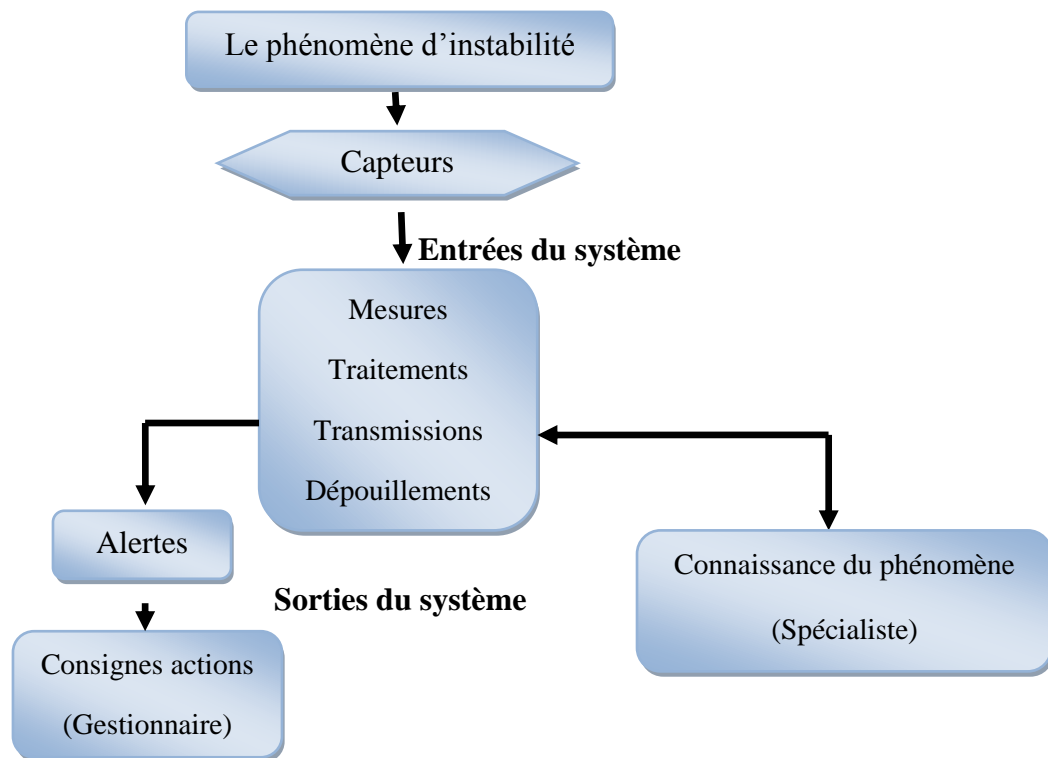 Le phénomène d’instabilité
Capteurs
Entrées du système
Mesures
Traitements
Transmissions
Dépouillements
Alertes
Connaissance du phénomène
(Spécialiste)
Sorties du système
Consignes actions
(Gestionnaire)